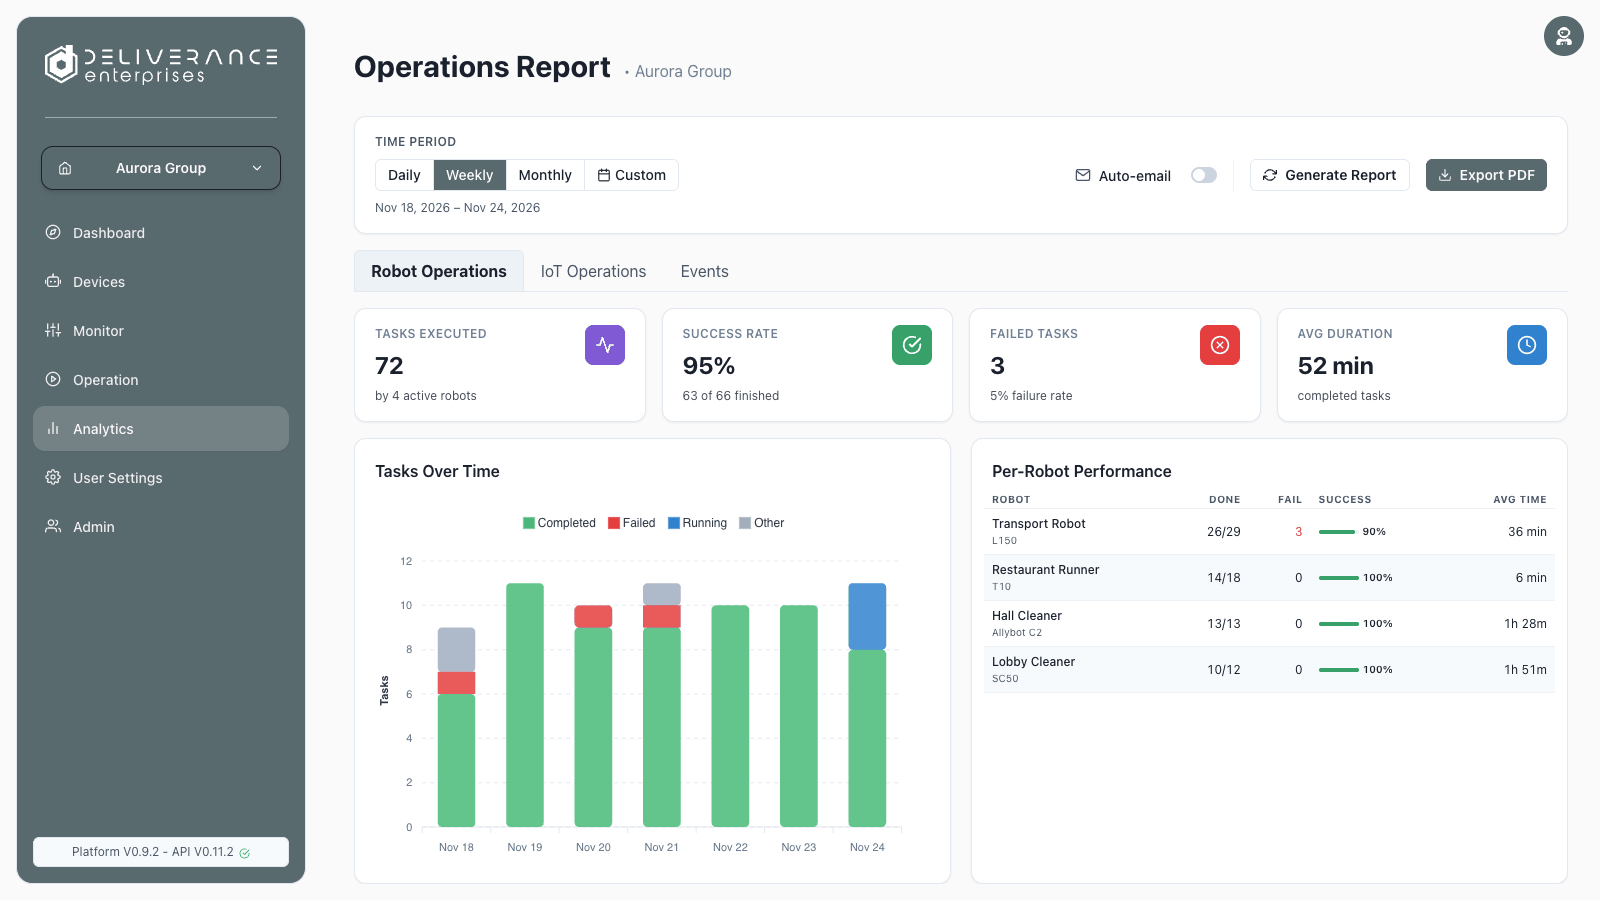 DELIVERANCE
enterprises
Aurora Group
Dashboard
Devices
Monitor
Operation
Analytics
User Settings
Admin
Platform V0.9.2 - API V0.11.2
Operations Report • Aurora Group
TIME PERIOD
Daily Weekly Monthly Custom
Auto-email Generate Report Export PDF
Nov 18, 2026 – Nov 24, 2026
Robot Operations IoT Operations Events
TASKS EXECUTED
72
by 4 active robots
SUCCESS RATE
95%
63 of 66 finished
FAILED TASKS
3
5% failure rate
AVG DURATION
52 min
completed tasks
Tasks Over Time
Completed Failed Running Other
12
10
8
6
4
2
0
Tasks
Nov 18 Nov 19 Nov 20 Nov 21 Nov 22 Nov 23 Nov 24
Per-Robot Performance
ROBOT DONE FAIL SUCCESS AVG TIME
Transport Robot 26/29 3 90% 36 min
L150
Restaurant Runner 14/18 0 100% 6 min
T10
Hall Cleaner 13/13 0 100% 1h 28m
Allybot C2
Lobby Cleaner 10/12 0 100% 1h 51m
SC50